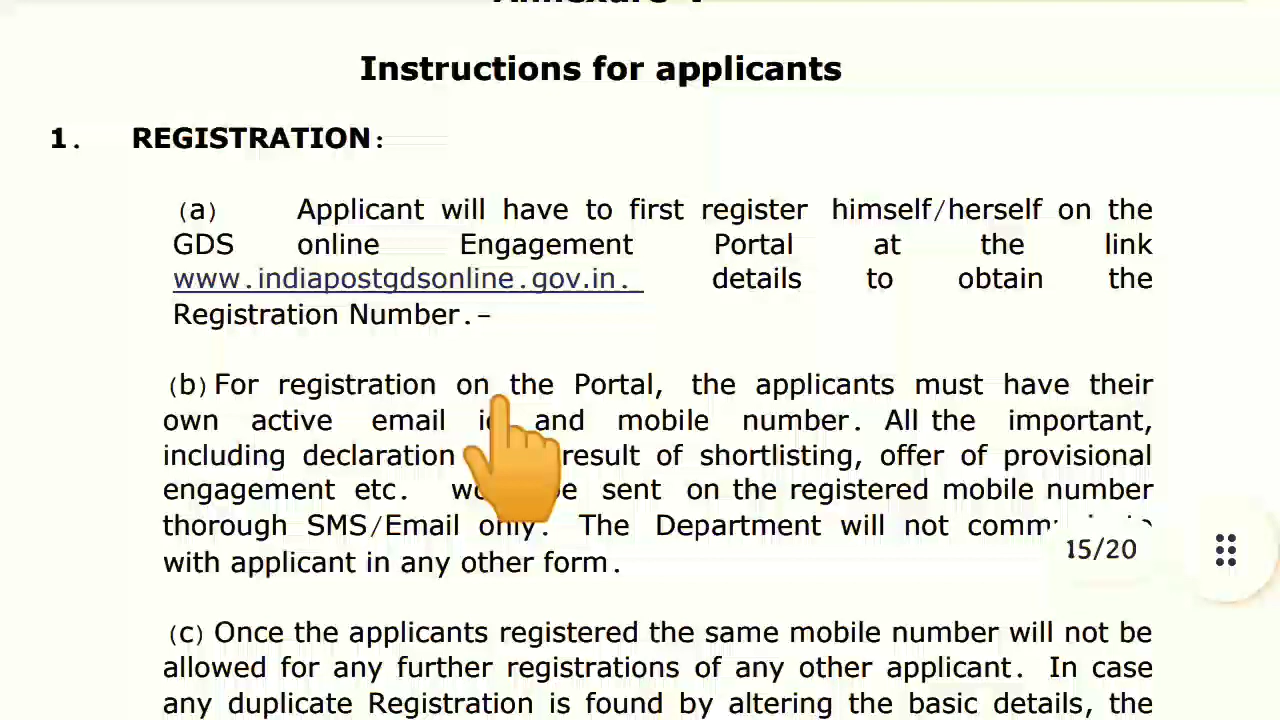 Instructions for applicants
1. REGISTRATION:
(a) Applicant will have to first register himself/herself on the
GDS online Engagement Portal at the link
www.indiapostgdsonline.gov.in. details to obtain the
Registration Number.–
(b) For registration on the Portal, the applicants must have their
own active email and mobile number. All the important,
including declaration result of shortlisting, offer of provisional
engagement etc. sent on the registered mobile number
thorough SMS/Email only. The Department will not
with applicant in any other form.
15/20
(c) Once the applicants registered the same mobile number will not be
allowed for any further registrations of any other applicant. In case
any duplicate Registration is found by altering the basic details, the